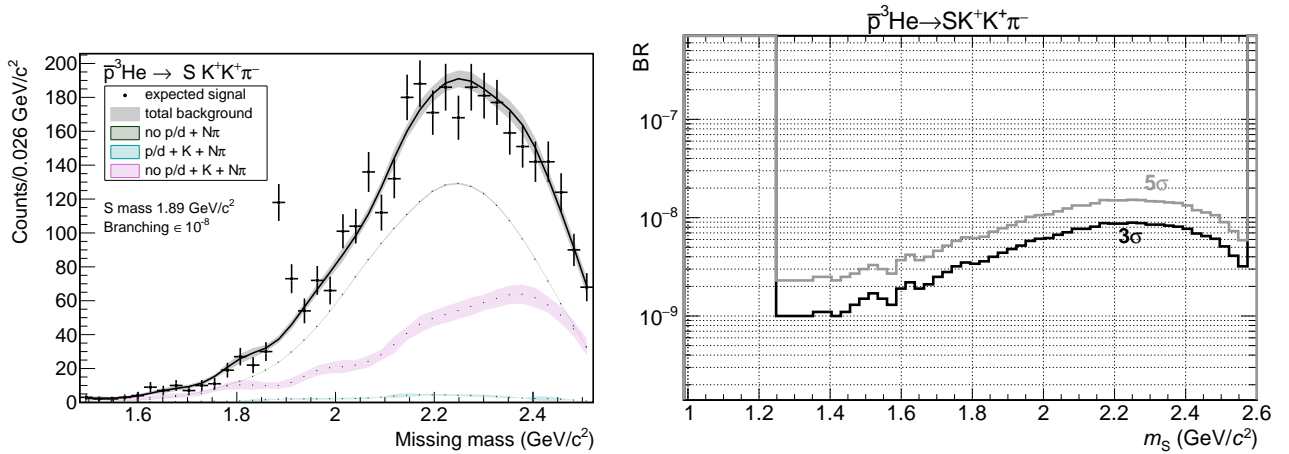 p̅³He → S K⁺K⁺π⁻
expected signal
total background
no p/d + Nπ
p/d + K + Nπ
no p/d + K + Nπ
S mass 1.89 GeV/c²
Branching ∈ 10⁻⁸
Counts/0.026 GeV/c²
200
180
160
140
120
100
80
60
40
20
0
1.6
1.8
2
2.2
2.4
Missing mass (GeV/c²)
p̅³He→SK⁺K⁺π⁻
BR
10⁻⁷
10⁻⁸
10⁻⁹
5σ
3σ
1
1.2
1.4
1.6
1.8
2
2.2
2.4
2.6
m_S (GeV/c²)